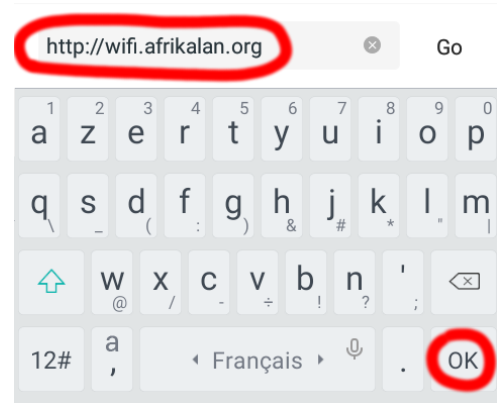 http://wifi.afrikalan.org Go
1 2 3 4 5 6 7 8 9 0
a z e r t y u i o p
q s d f g h j k l m
\ _ ( : ) & # * " |
w x c v b n '
@ / - ÷ ! ? ;
12# a , Français . OK